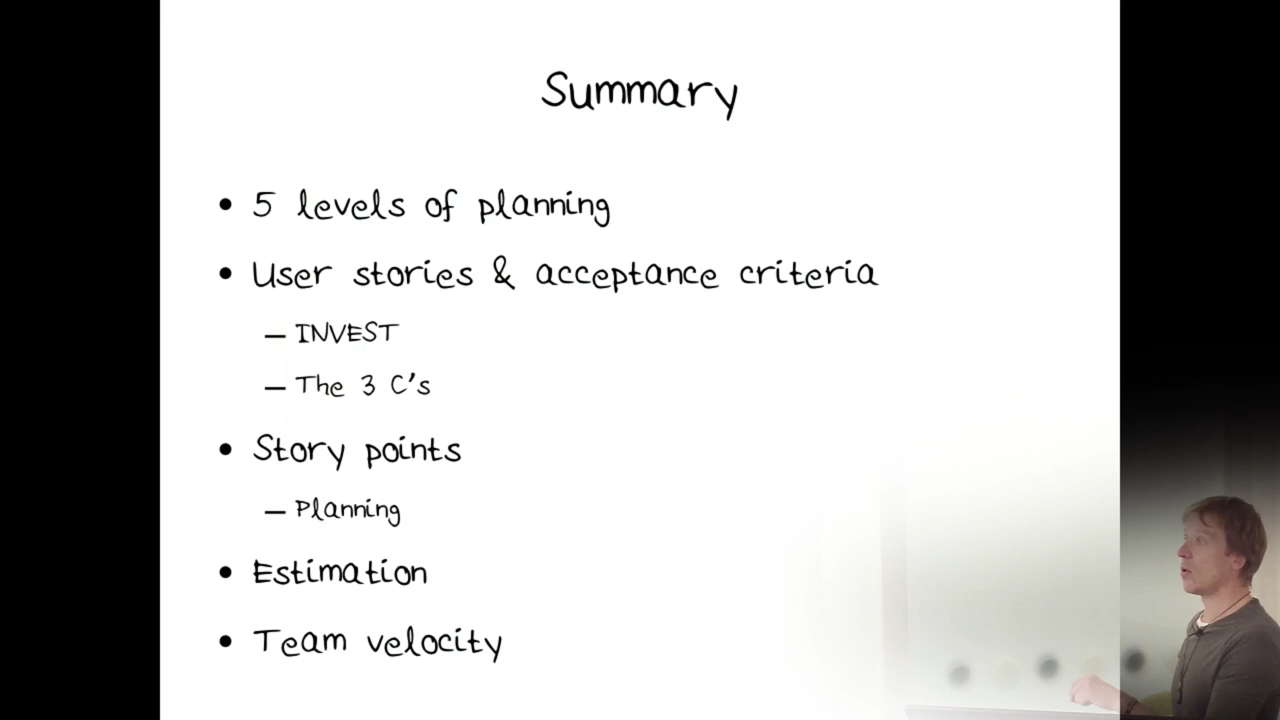 Summary
• 5 levels of planning
• User stories & acceptance criteria
– INVEST
– The 3 C's
• Story points
– Planning
• Estimation
• Team velocity